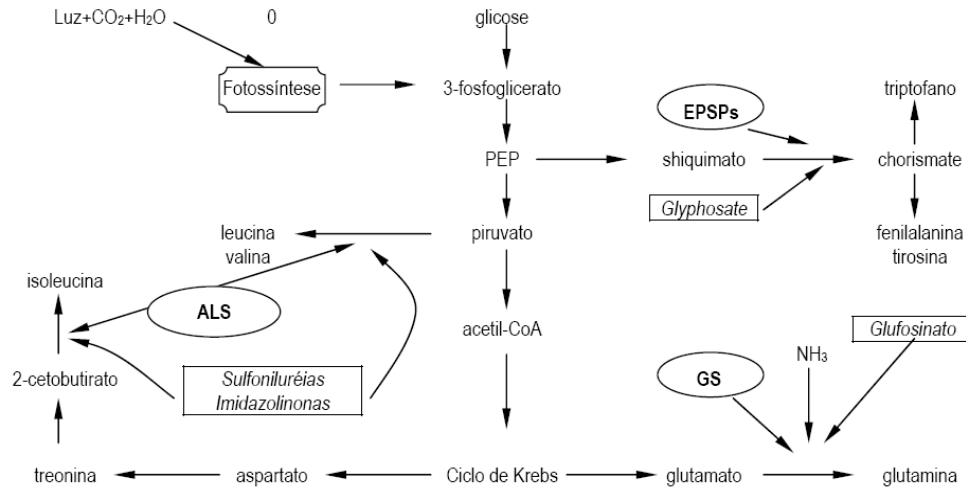 Luz+CO₂+H₂O
0
glicose
Fotossíntese
3-fosfoglicerato
EPSPs
triptofano
PEP
shiquimato
chorismate
Glyphosate
leucina
valina
piruvato
fenilalanina
tirosina
isoleucina
ALS
acetil-CoA
Glufosinato
NH₃
2-cetobutirato
Sulfoniluréias
Imidazolinonas
GS
treonina
aspartato
Ciclo de Krebs
glutamato
glutamina